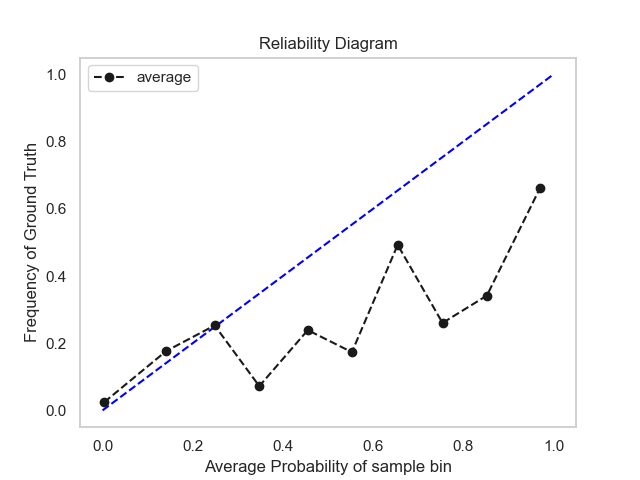 Reliability Diagram
average
Frequency of Ground Truth
1.0
0.8
0.6
0.4
0.2
0.0
0.0 0.2 0.4 0.6 0.8 1.0
Average Probability of sample bin